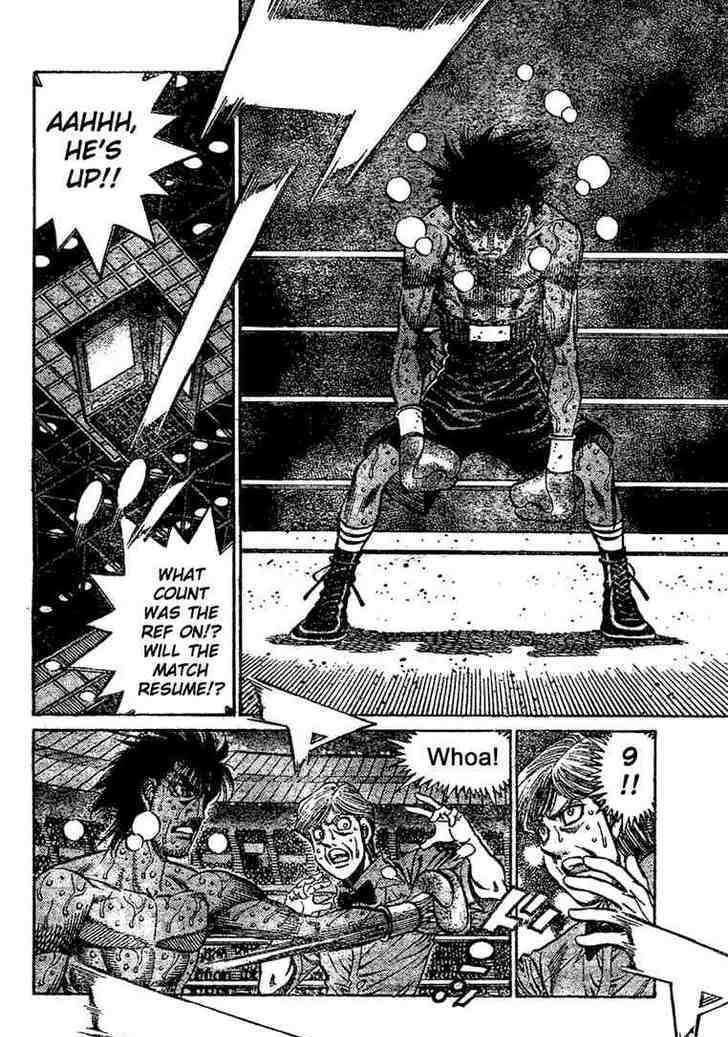 AAHHH,
HE'S
UP!!
WHAT
COUNT
WAS THE
REF ON!?
WILL THE
MATCH
RESUME!?
Whoa!
9
!!